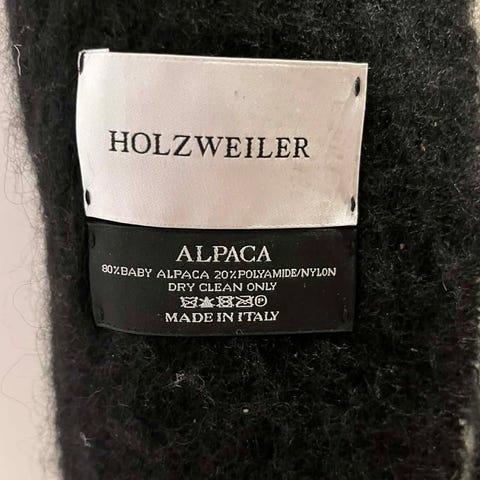 HOLZWEILER
ALPACA
80%BABY ALPACA 20%POLYAMIDE/NYLON
DRY CLEAN ONLY
P
MADE IN ITALY